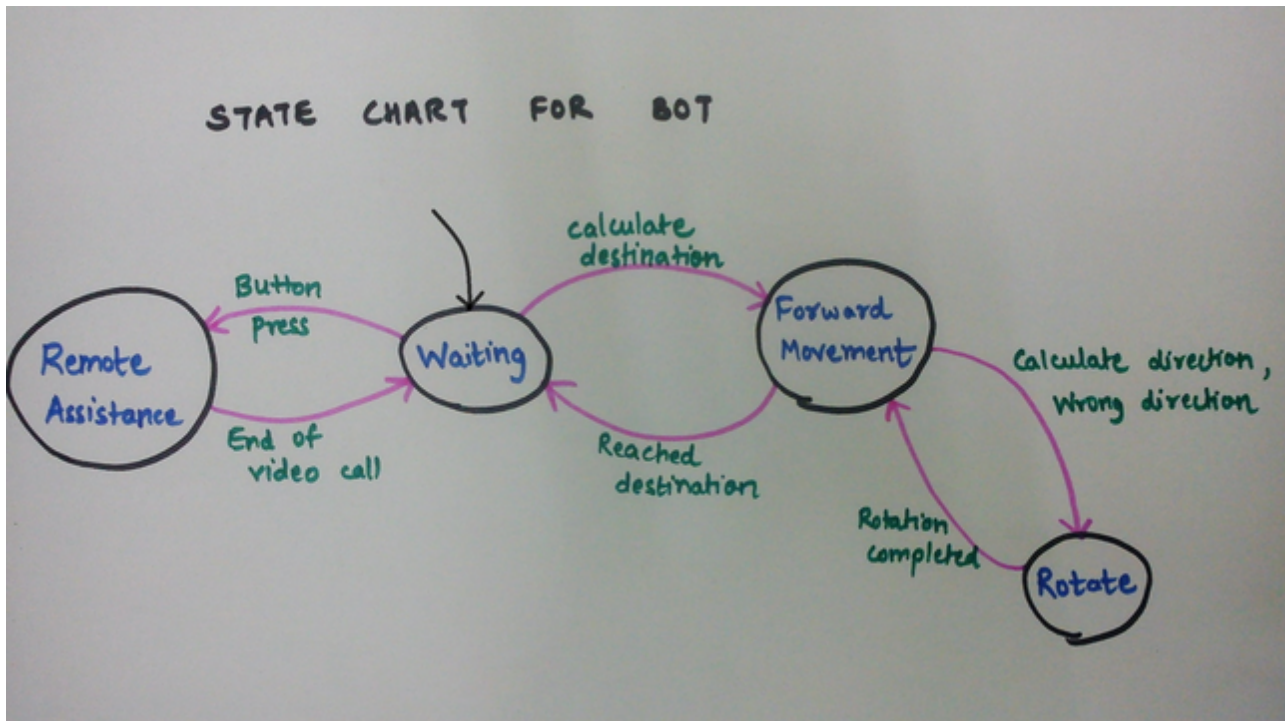 STATE CHART FOR BOT
calculate
destination
Button
press
Forward
Movement
Waiting
Remote
Assistance
Calculate direction,
Wrong direction
End of
video call
Reached
destination
Rotation
completed
Rotate